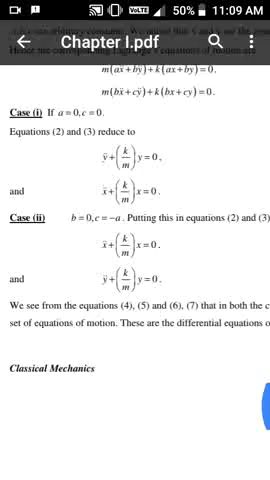 VoLTE 50% 11:09 AM
Chapter I.pdf
m(aẍ+bÿ)+k(ax+by)=0,
m(bẍ+cÿ)+k(bx+cy)=0.
Case (i) If a=0,c=0.
Equations (2) and (3) reduce to
ÿ+(k/m)y=0,
and ẍ+(k/m)x=0.
Case (ii) b=0,c=-a. Putting this in equations (2) and (3)
ẍ+(k/m)x=0.
and ÿ+(k/m)y=0.
We see from the equations (4), (5) and (6), (7) that in both the c
set of equations of motion. These are the differential equations o
Classical Mechanics